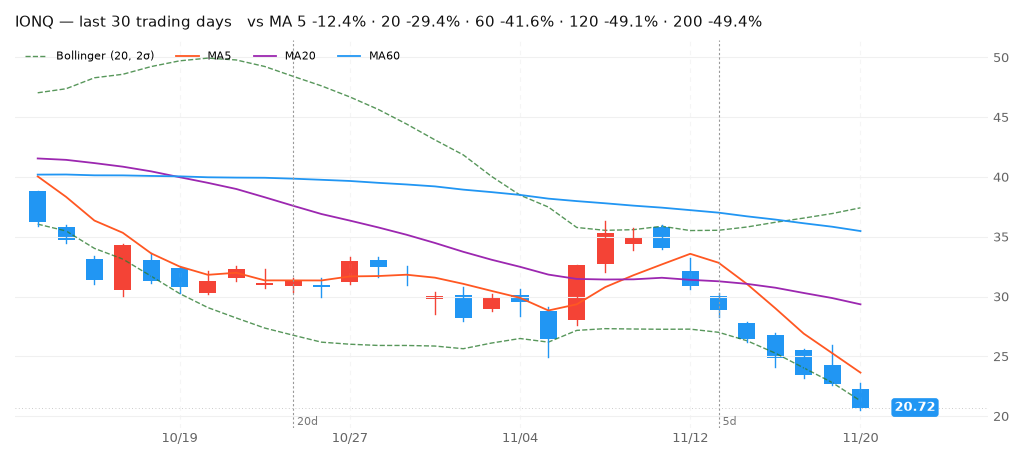 IONQ — last 30 trading days   vs MA 5 -12.4% · 20 -29.4% · 60 -41.6% · 120 -49.1% · 200 -49.4%
Bollinger (20, 2σ) MA5 MA20 MA60
50
45
40
35
30
25
20
20.72
20d
5d
10/19 10/27 11/04 11/12 11/20